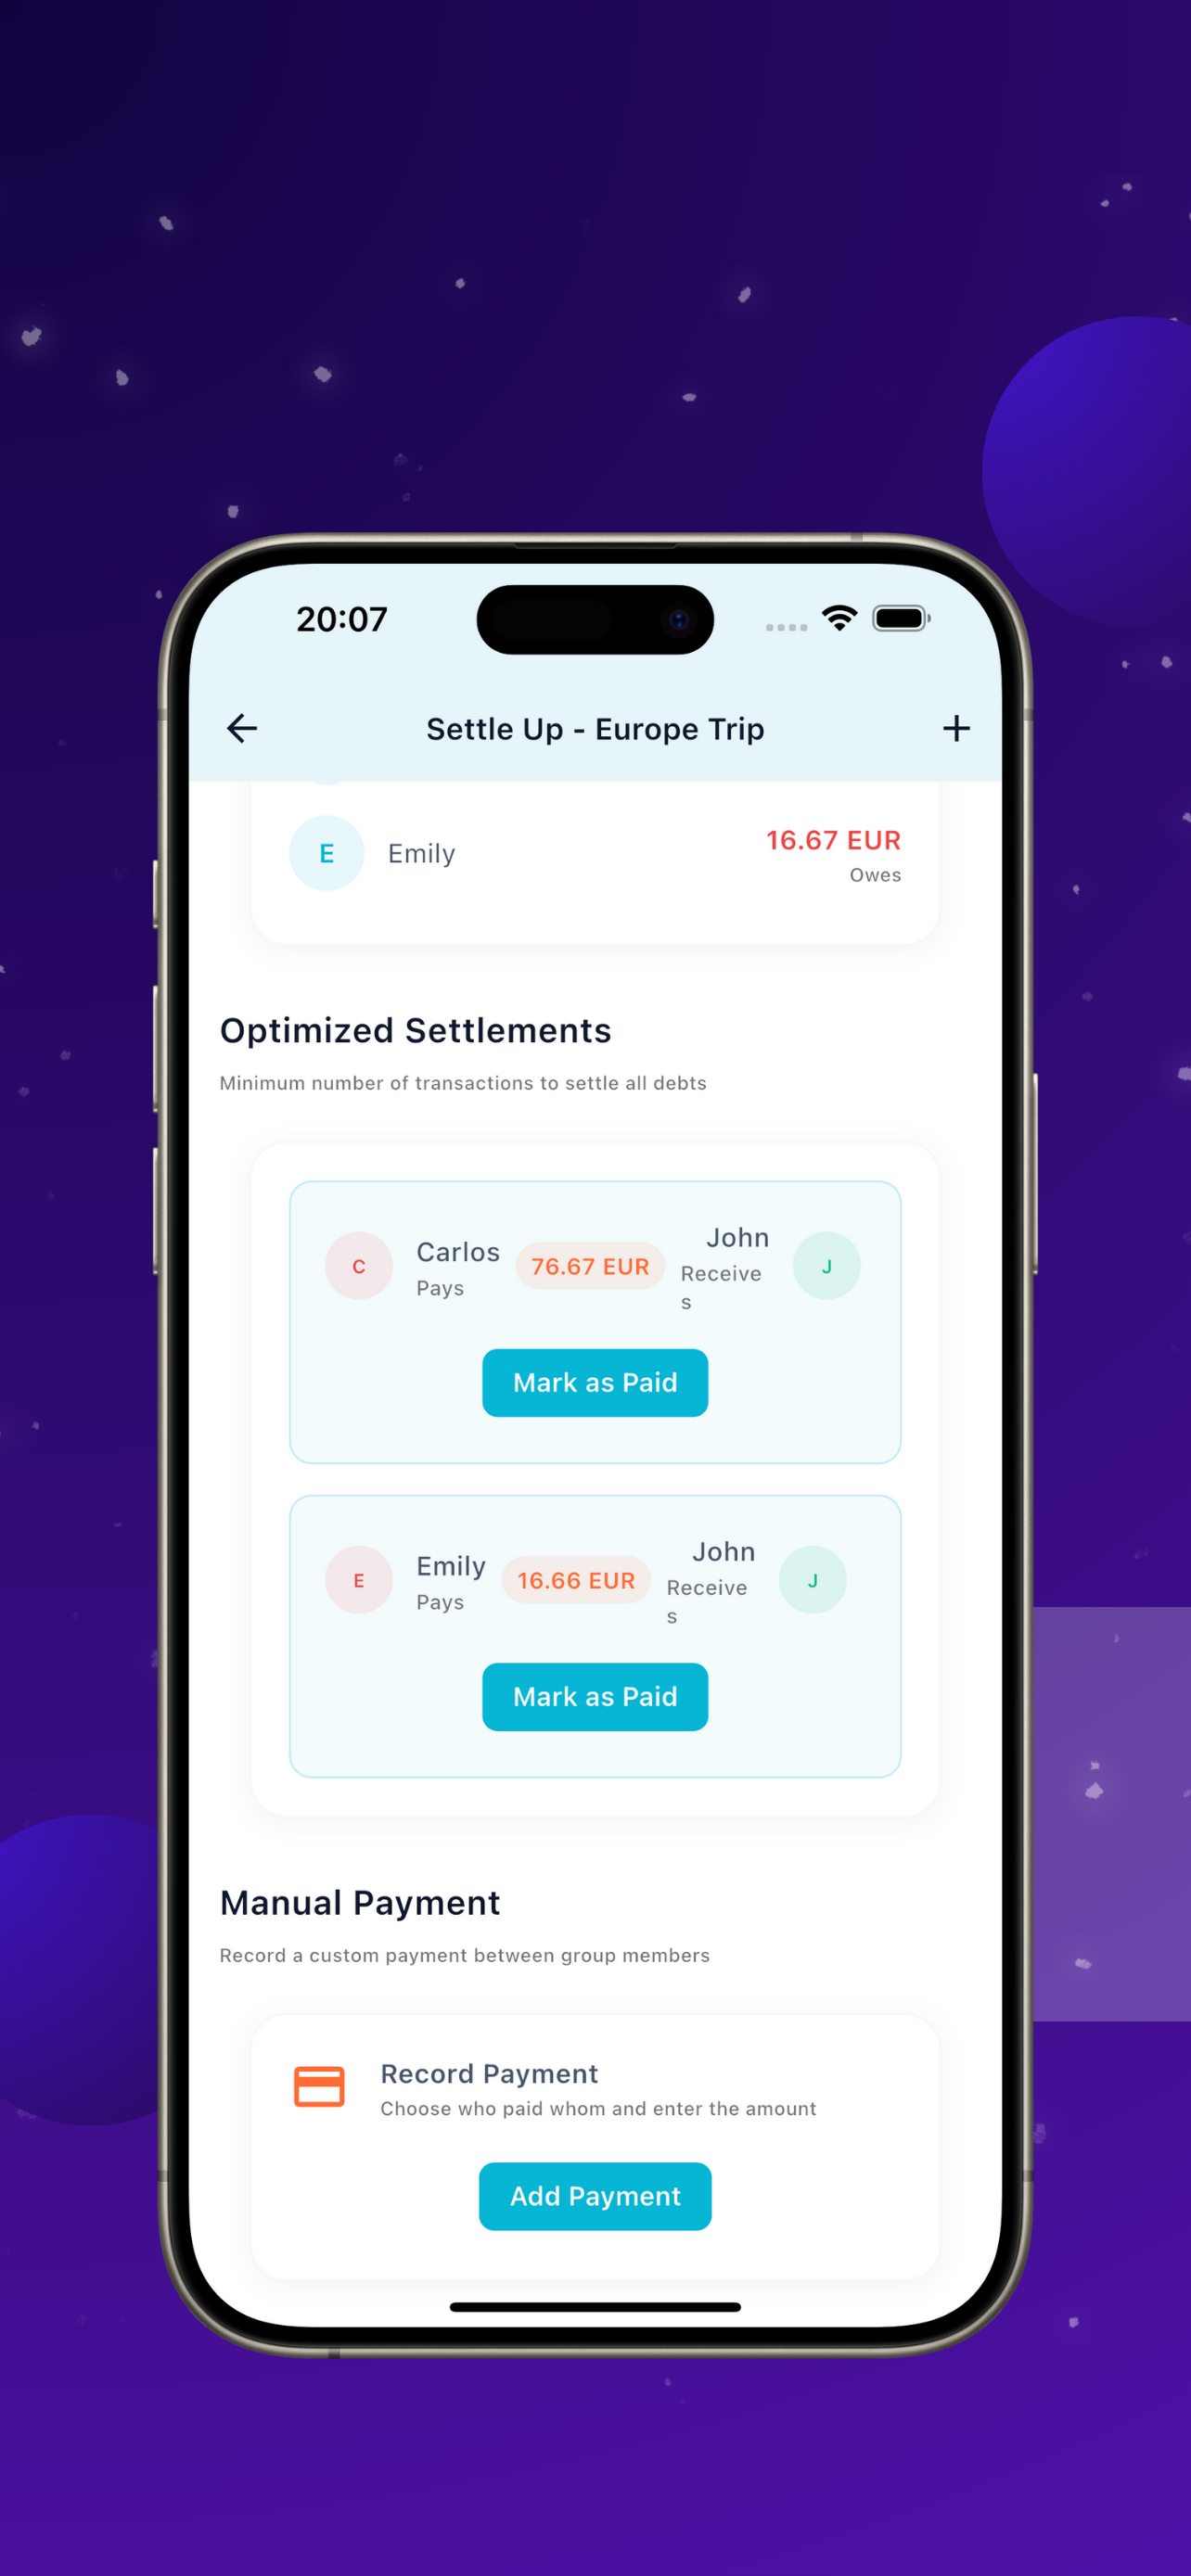 20:07
Settle Up - Europe Trip
E
Emily
16.67 EUR
Owes
Optimized Settlements
Minimum number of transactions to settle all debts
C
Carlos
Pays
76.67 EUR
John
Receive
s
J
Mark as Paid
E
Emily
Pays
16.66 EUR
John
Receive
s
J
Mark as Paid
Manual Payment
Record a custom payment between group members
Record Payment
Choose who paid whom and enter the amount
Add Payment